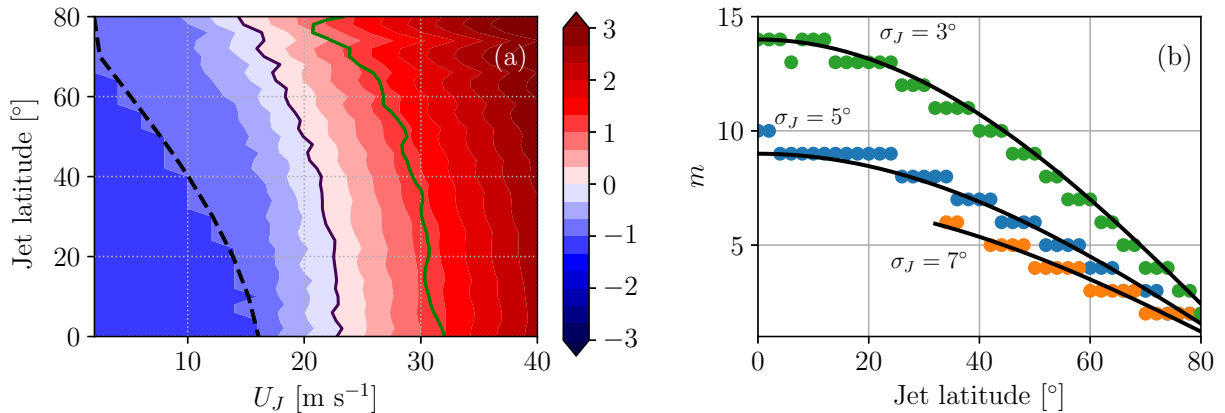 (a)
80
60
40
20
0
Jet latitude [°]
10
20
30
40
U_J [m s⁻¹]
3
2
1
0
−1
−2
−3
(b)
σ_J = 3°
σ_J = 5°
σ_J = 7°
15
10
5
m
0
20
40
60
80
Jet latitude [°]